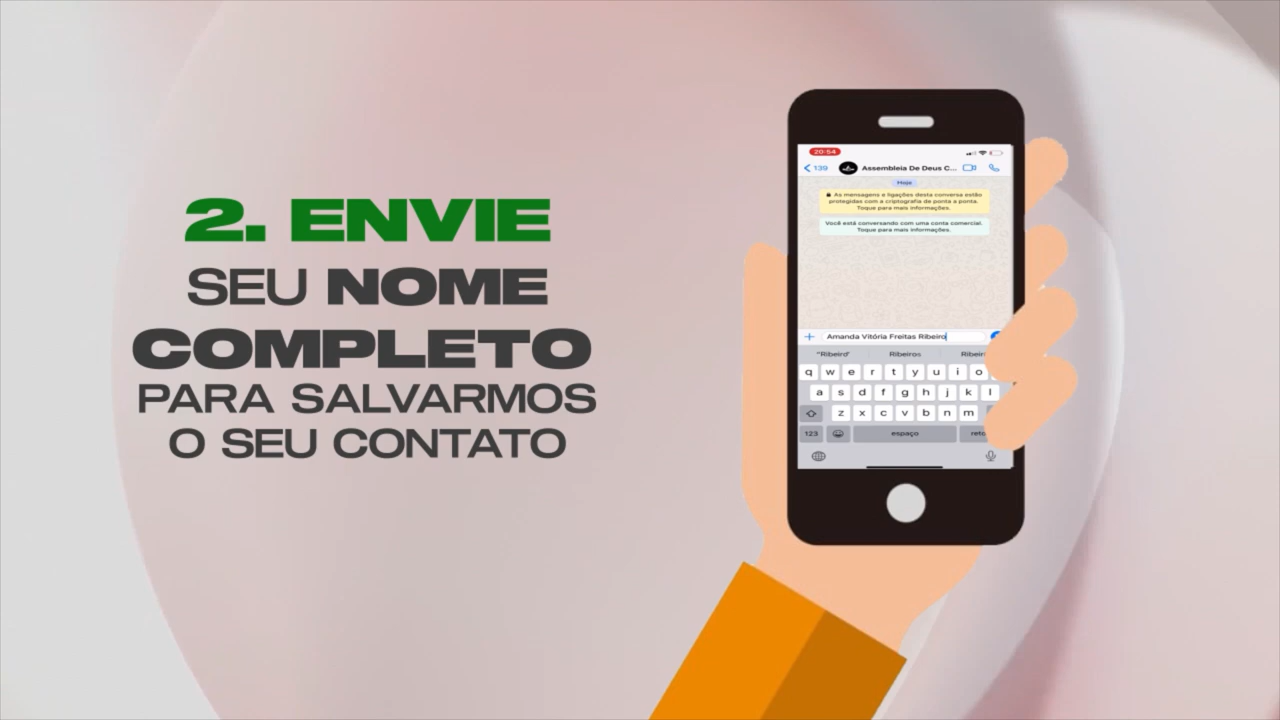 2. ENVIE
SEU NOME
COMPLETO
PARA SALVARMOS
O SEU CONTATO
20:54
139
Assembleia De Deus C...
Hoje
As mensagens e ligações desta conversa estão
protegidas com a criptografia de ponta a ponta.
Toque para mais informações.
Você está conversando com uma conta comercial.
Toque para mais informações.
Amanda Vitória Freitas Ribeiro
"Ribeiro" Ribeiros
q w e r t y u i o
a s d f g h j k l
z x c v b n m
123 espaço